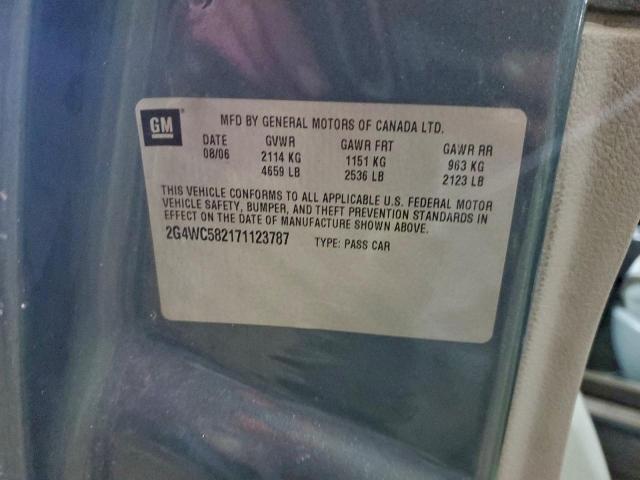 GM
MFD BY GENERAL MOTORS OF CANADA LTD.
DATE GVWR GAWR FRT GAWR RR
08/06 2114 KG 1151 KG 963 KG
4659 LB 2536 LB 2123 LB
THIS VEHICLE CONFORMS TO ALL APPLICABLE U.S. FEDERAL MOTOR
VEHICLE SAFETY, BUMPER, AND THEFT PREVENTION STANDARDS IN
EFFECT ON THE DATE OF MANUFACTURE SHOWN ABOVE.
2G4WC582171123787 TYPE: PASS CAR